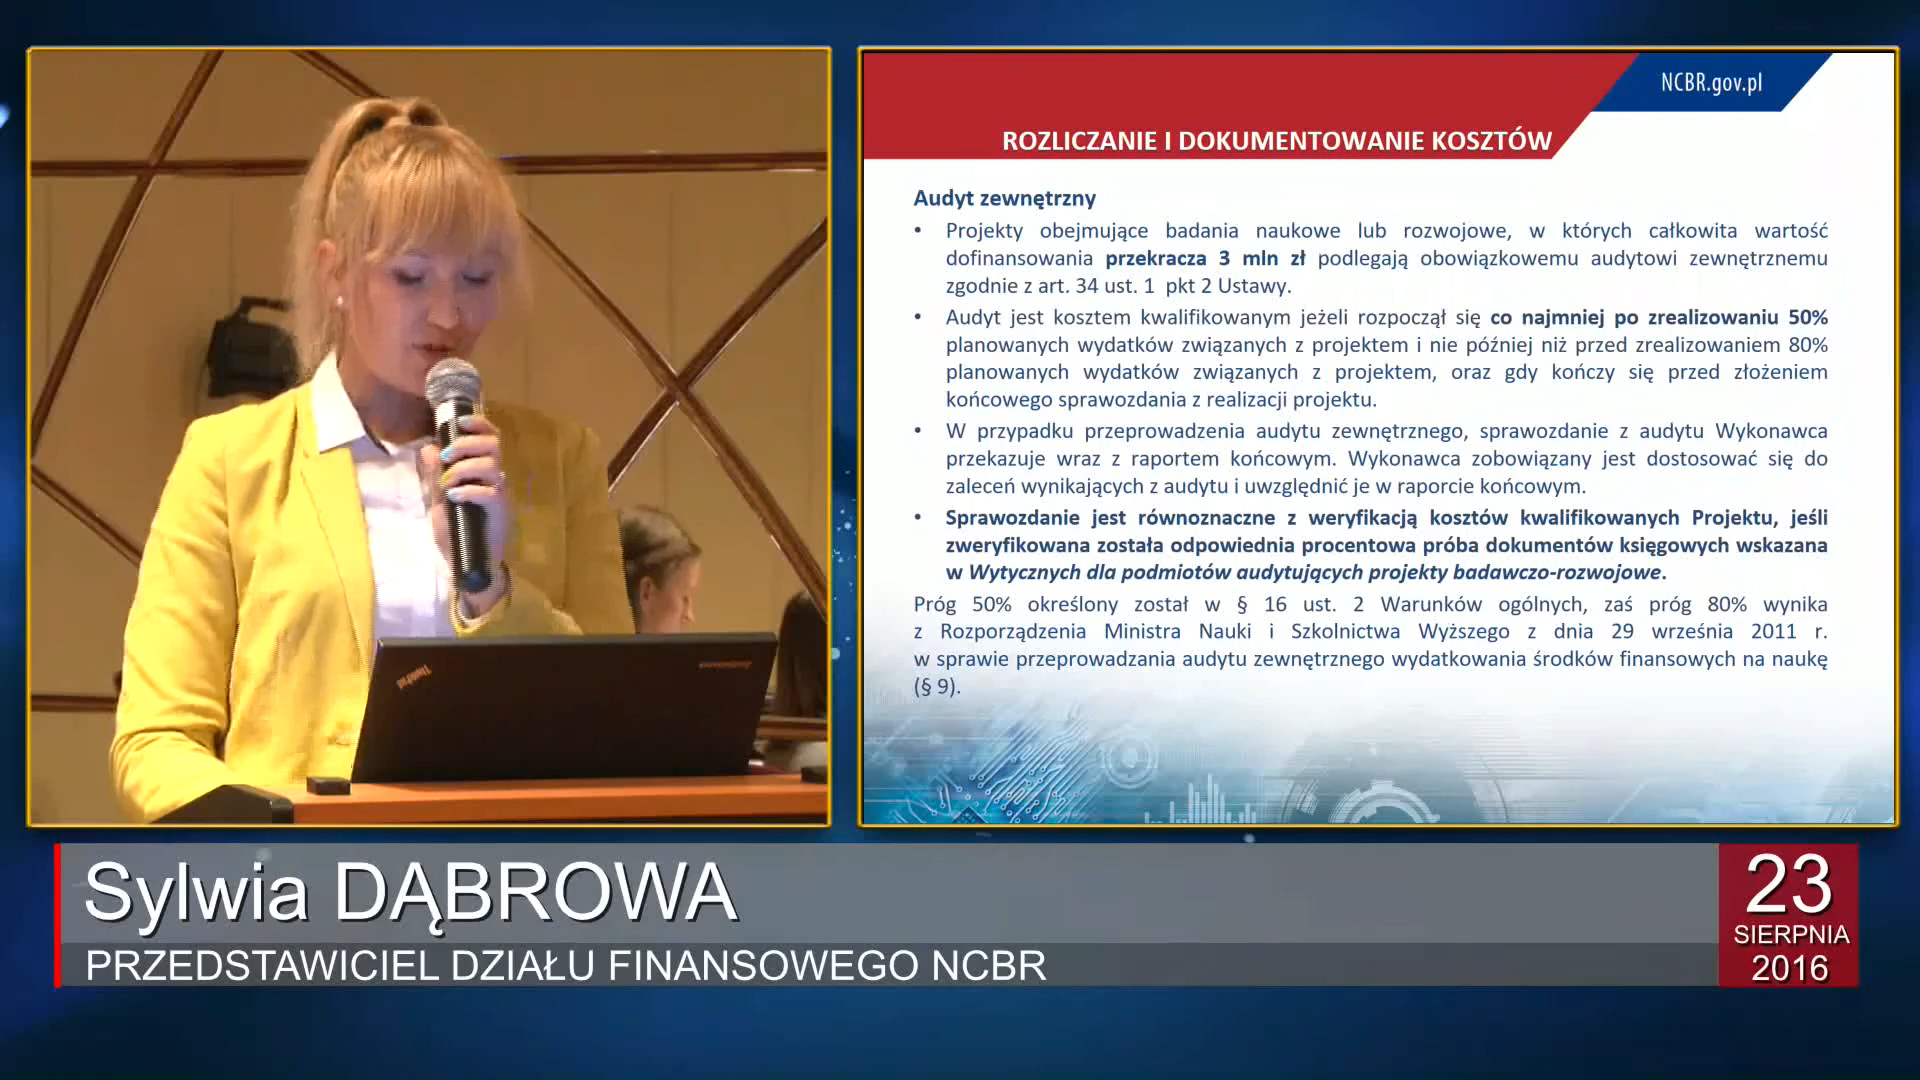 NCBR.gov.pl
ROZLICZANIE I DOKUMENTOWANIE KOSZTÓW
Audyt zewnętrzny
• Projekty obejmujące badania naukowe lub rozwojowe, w których całkowita wartość
dofinansowania przekracza 3 mln zł podlegają obowiązkowemu audytowi zewnętrznemu
zgodnie z art. 34 ust. 1 pkt 2 Ustawy.
• Audyt jest kosztem kwalifikowanym jeżeli rozpoczął się co najmniej po zrealizowaniu 50%
planowanych wydatków związanych z projektem i nie później niż przed zrealizowaniem 80%
planowanych wydatków związanych z projektem, oraz gdy kończy się przed złożeniem
końcowego sprawozdania z realizacji projektu.
• W przypadku przeprowadzenia audytu zewnętrznego, sprawozdanie z audytu Wykonawca
przekazuje wraz z raportem końcowym. Wykonawca zobowiązany jest dostosować się do
zaleceń wynikających z audytu i uwzględnić je w raporcie końcowym.
• Sprawozdanie jest równoznaczne z weryfikacją kosztów kwalifikowanych Projektu, jeśli
zweryfikowana została odpowiednia procentowa próba dokumentów księgowych wskazana
w Wytycznych dla podmiotów audytujących projekty badawczo-rozwojowe.
Próg 50% określony został w § 16 ust. 2 Warunków ogólnych, zaś próg 80% wynika
z Rozporządzenia Ministra Nauki i Szkolnictwa Wyższego z dnia 29 września 2011 r.
w sprawie przeprowadzania audytu zewnętrznego wydatkowania środków finansowych na naukę
(§ 9).
ThinkPad
Sylwia DĄBROWA
PRZEDSTAWICIEL DZIAŁU FINANSOWEGO NCBR
23
SIERPNIA
2016